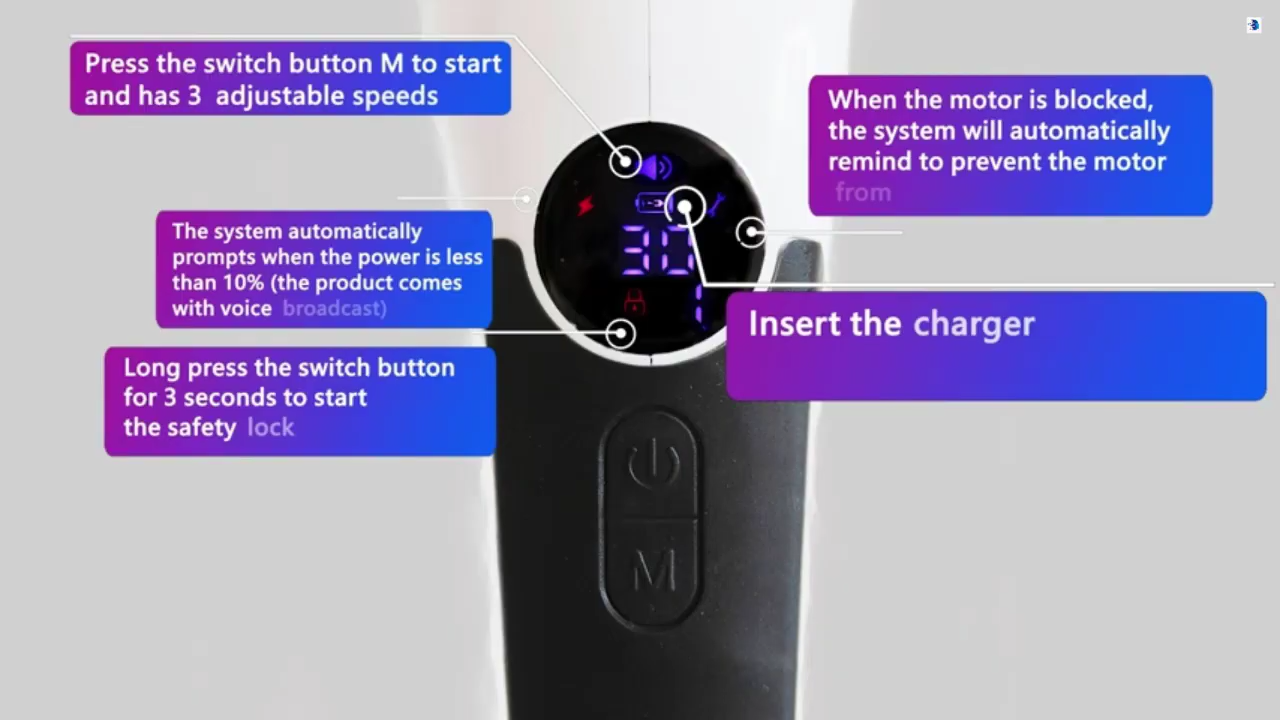 Press the switch button M to start
and has 3 adjustable speeds
When the motor is blocked,
the system will automatically
remind to prevent the motor
from
The system automatically
prompts when the power is less
than 10% (the product comes
with voice broadcast)
30
1
Insert the charger
Long press the switch button
for 3 seconds to start
the safety lock
M